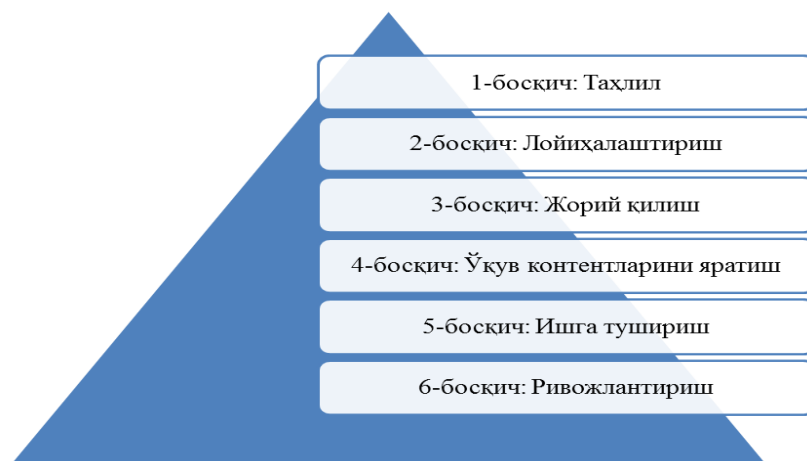 1-босқич: Таҳлил
2-босқич: Лойиҳалаштириш
3-босқич: Жорий қилиш
4-босқич: Ўқув контентларини яратиш
5-босқич: Ишга тушириш
6-босқич: Ривожлантириш